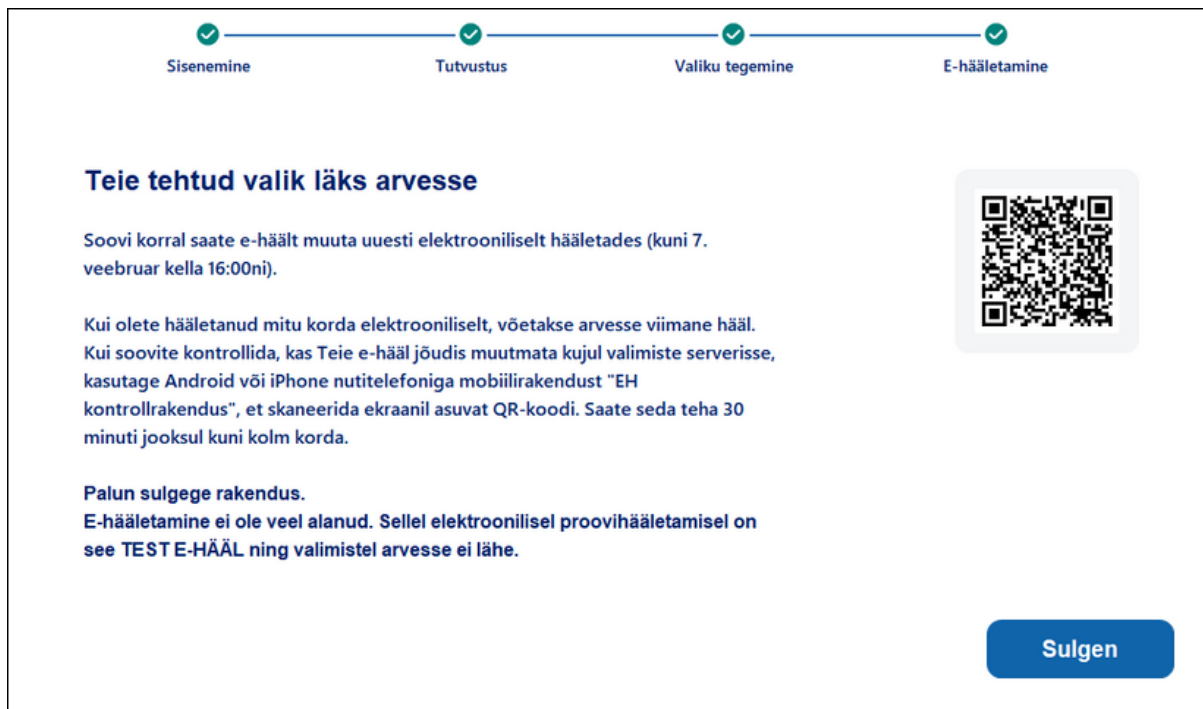 Sisenemine
Tutvustus
Valiku tegemine
E-hääletamine
Teie tehtud valik läks arvesse
Soovi korral saate e-häält muuta uuesti elektrooniliselt hääletades (kuni 7.
veebruar kella 16:00ni).
Kui olete hääletanud mitu korda elektrooniliselt, võetakse arvesse viimane hääl.
Kui soovite kontrollida, kas Teie e-hääl jõudis muutmata kujul valimiste serverisse,
kasutage Android või iPhone nutitelefoniga mobiilirakendust "EH
kontrollrakendus", et skaneerida ekraanil asuvat QR-koodi. Saate seda teha 30
minuti jooksul kuni kolm korda.
Palun sulgege rakendus.
E-hääletamine ei ole veel alanud. Sellel elektroonilisel proovihääletamisel on
see TEST E-HÄÄL ning valimistel arvesse ei lähe.
Sulgen